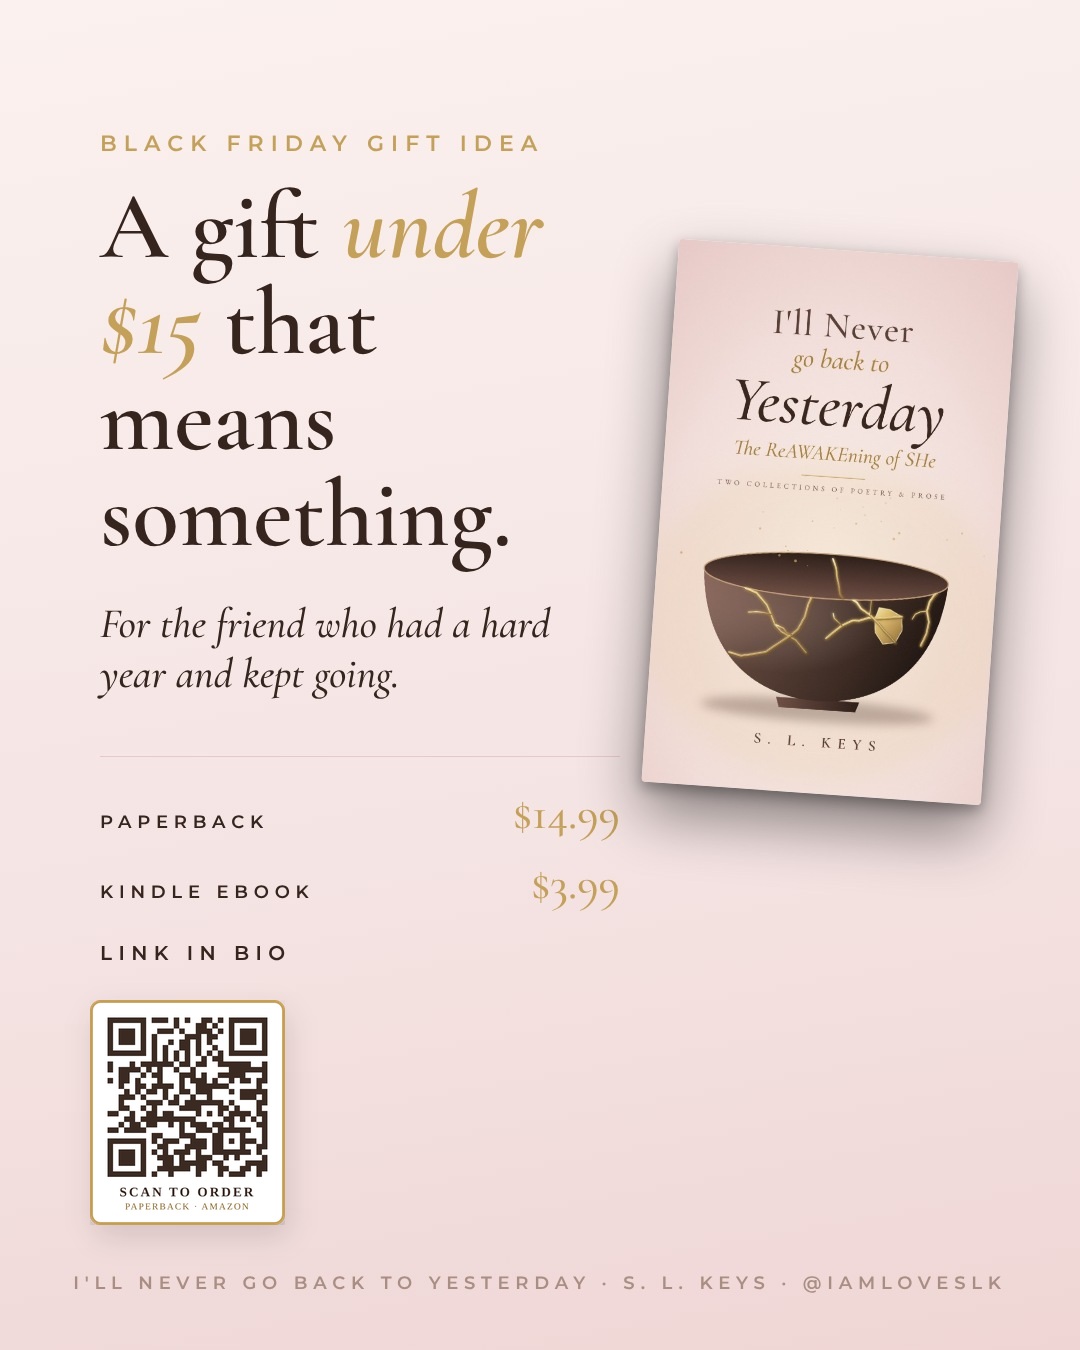 BLACK FRIDAY GIFT IDEA
A gift under
$15 that
means
something.
For the friend who had a hard
year and kept going.
PAPERBACK $14.99
KINDLE EBOOK $3.99
LINK IN BIO
SCAN TO ORDER
PAPERBACK · AMAZON
I'll Never
go back to
Yesterday
The ReAWAKEning of SHe
TWO COLLECTIONS OF POETRY & PROSE
S. L. KEYS
I'LL NEVER GO BACK TO YESTERDAY · S. L. KEYS · @IAMLOVESLK